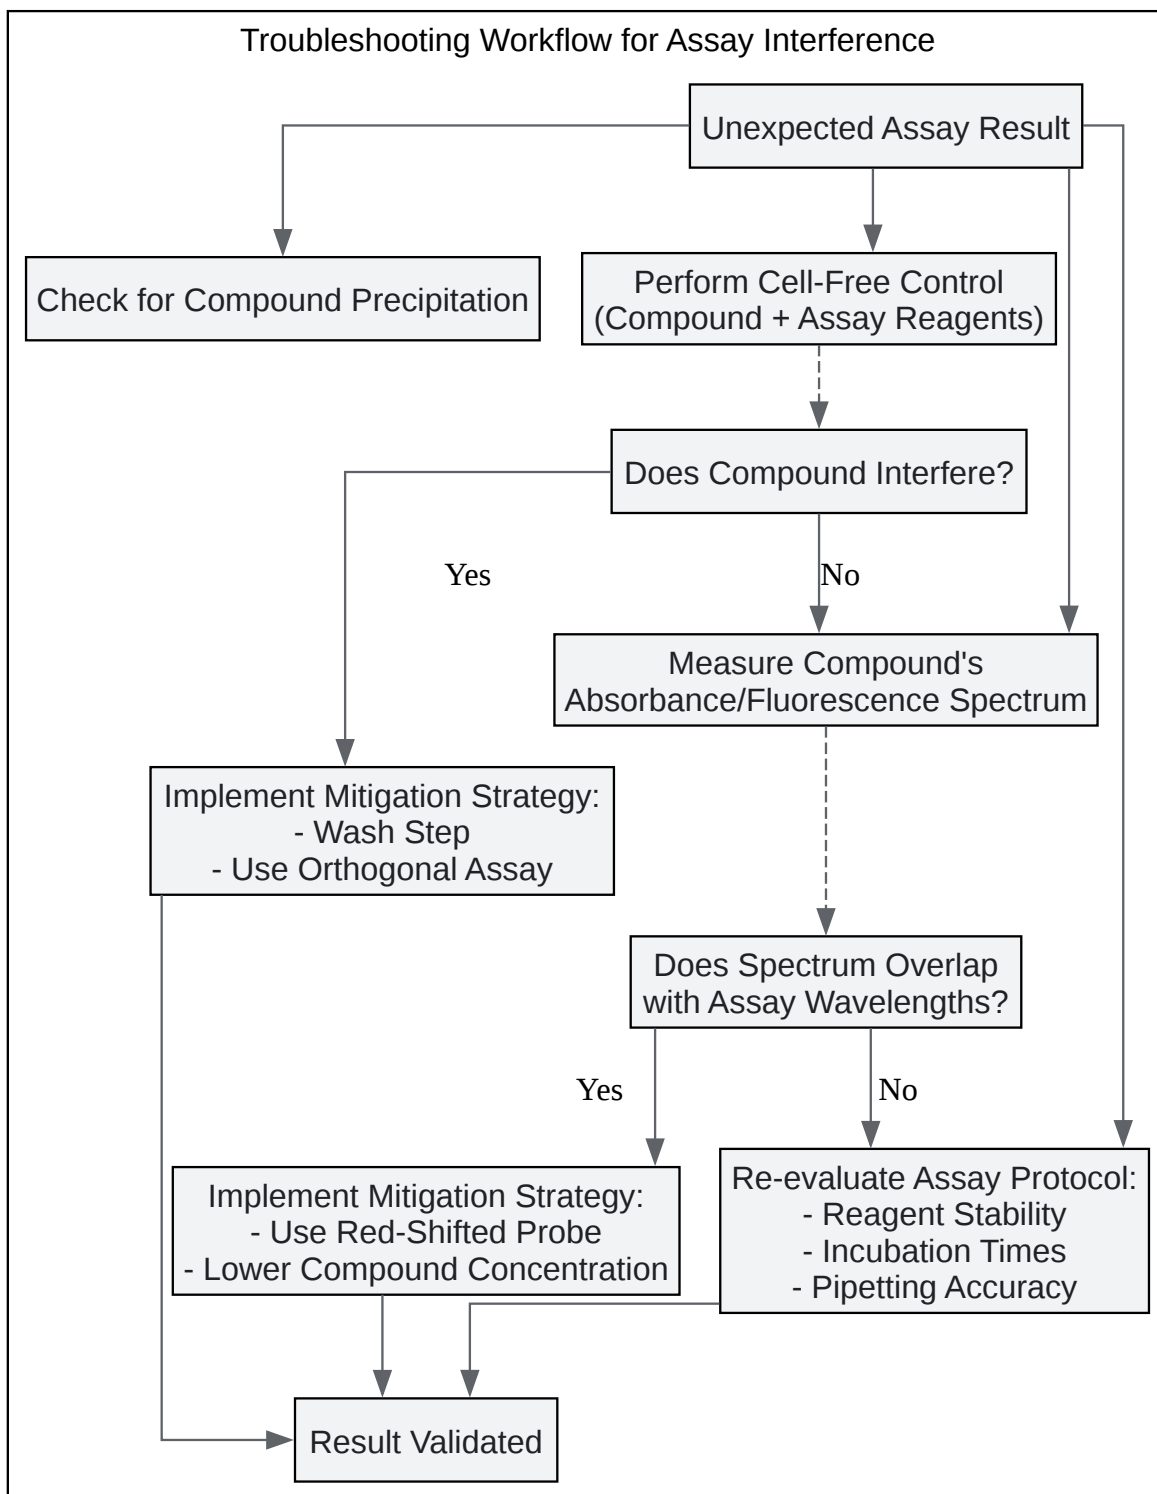 Troubleshooting Workflow for Assay Interference
Unexpected Assay Result
Check for Compound Precipitation
Perform Cell-Free Control
(Compound + Assay Reagents)
Does Compound Interfere?
Yes
No
Measure Compound's
Absorbance/Fluorescence Spectrum
Implement Mitigation Strategy:
- Wash Step
- Use Orthogonal Assay
Does Spectrum Overlap
with Assay Wavelengths?
Yes
No
Implement Mitigation Strategy:
- Use Red-Shifted Probe
- Lower Compound Concentration
Re-evaluate Assay Protocol:
- Reagent Stability
- Incubation Times
- Pipetting Accuracy
Result Validated